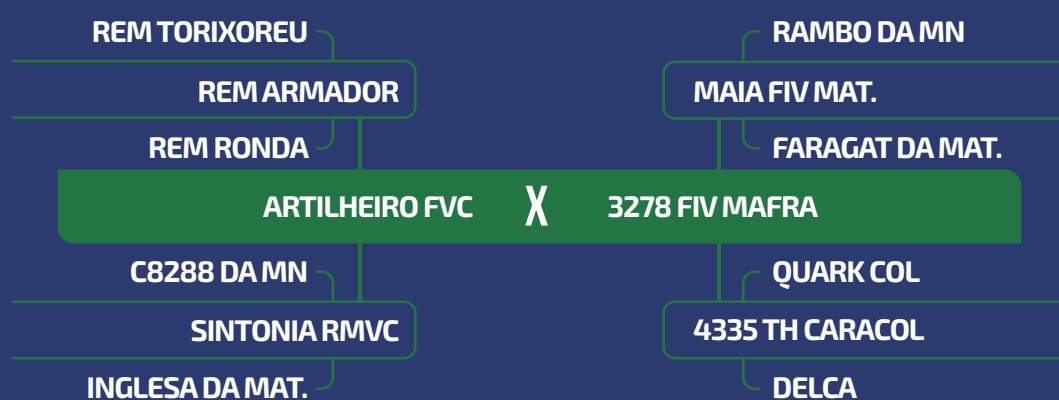 REM TORIXOREU
RAMBO DA MN
REM ARMADOR
MAIA FIV MAT.
REM RONDA
FARAGAT DA MAT.
ARTILHEIRO FVC X 3278 FIV MAFRA
C8288 DA MN
QUARK COL
SINTONIA RMVC
4335 TH CARACOL
INGLESA DA MAT.
DELCA